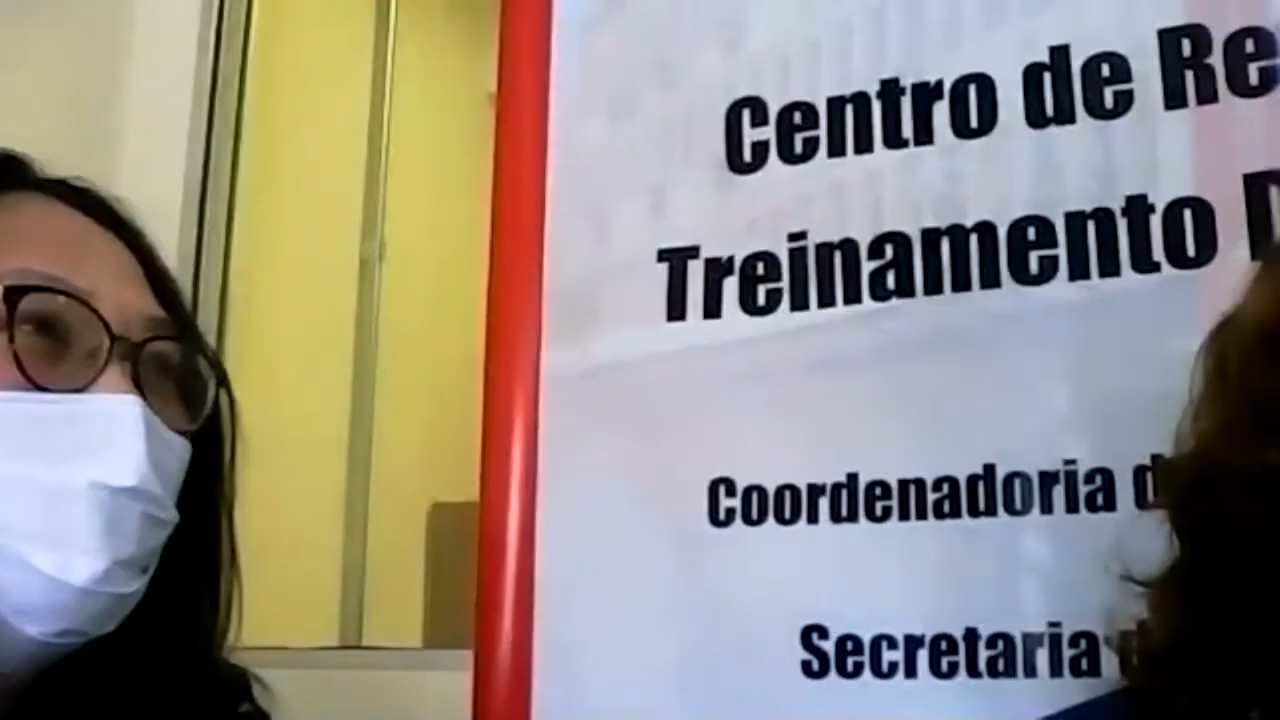 Centro de Re
Treinamento D
Coordenadoria d
Secretaria